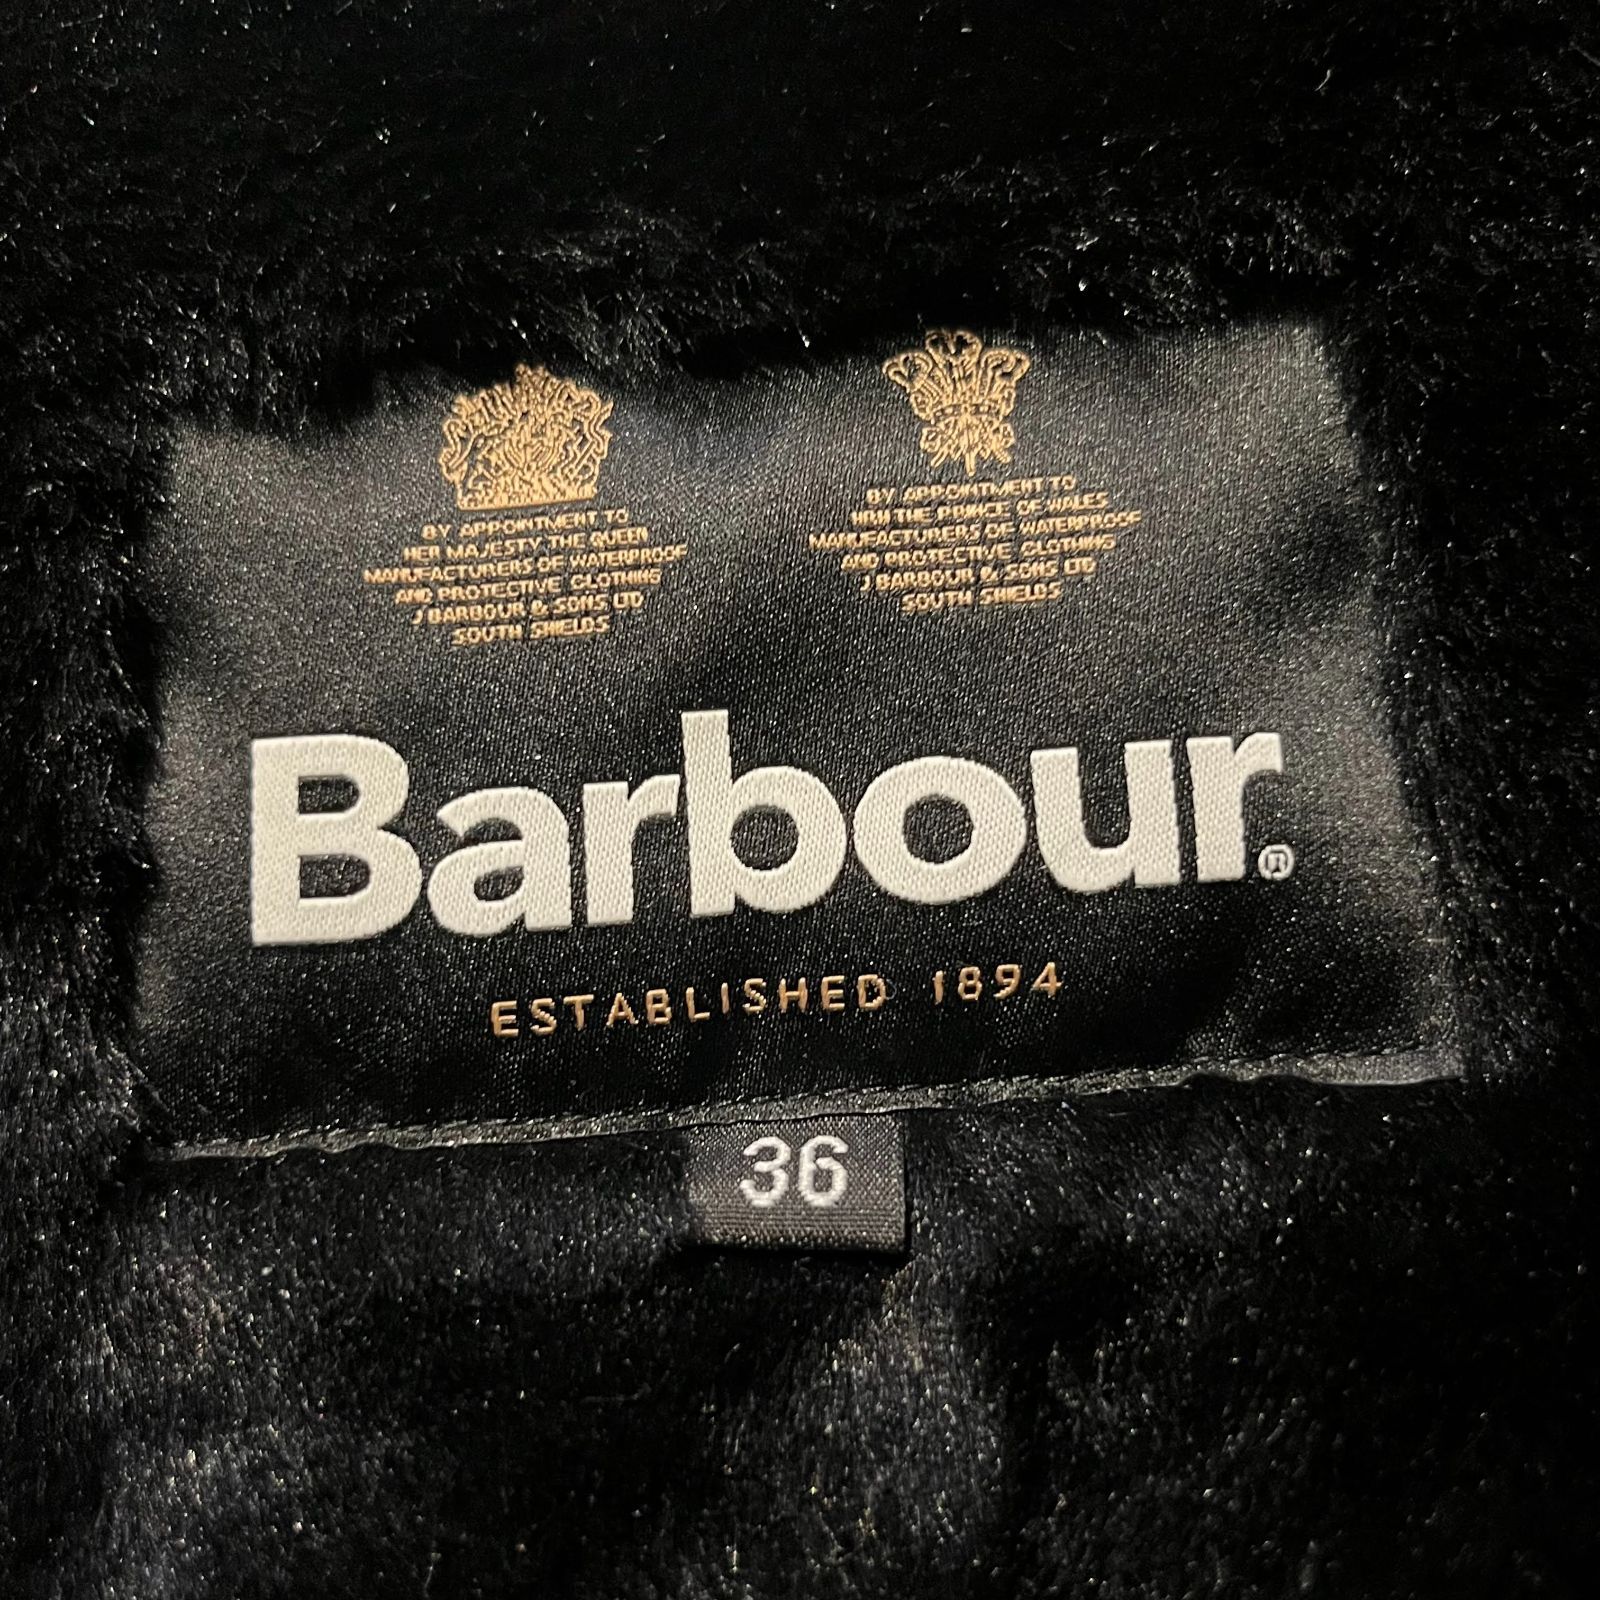 BY APPOINTMENT TO
HER MAJESTY THE QUEEN
MANUFACTURERS OF WATERPROOF
AND PROTECTIVE CLOTHING
J BARBOUR & SONS LTD
SOUTH SHIELDS
BY APPOINTMENT TO
HRH THE PRINCE OF WALES
MANUFACTURERS OF WATERPROOF
AND PROTECTIVE CLOTHING
J BARBOUR & SONS LTD
SOUTH SHIELDS
Barbour®
ESTABLISHED 1894
36